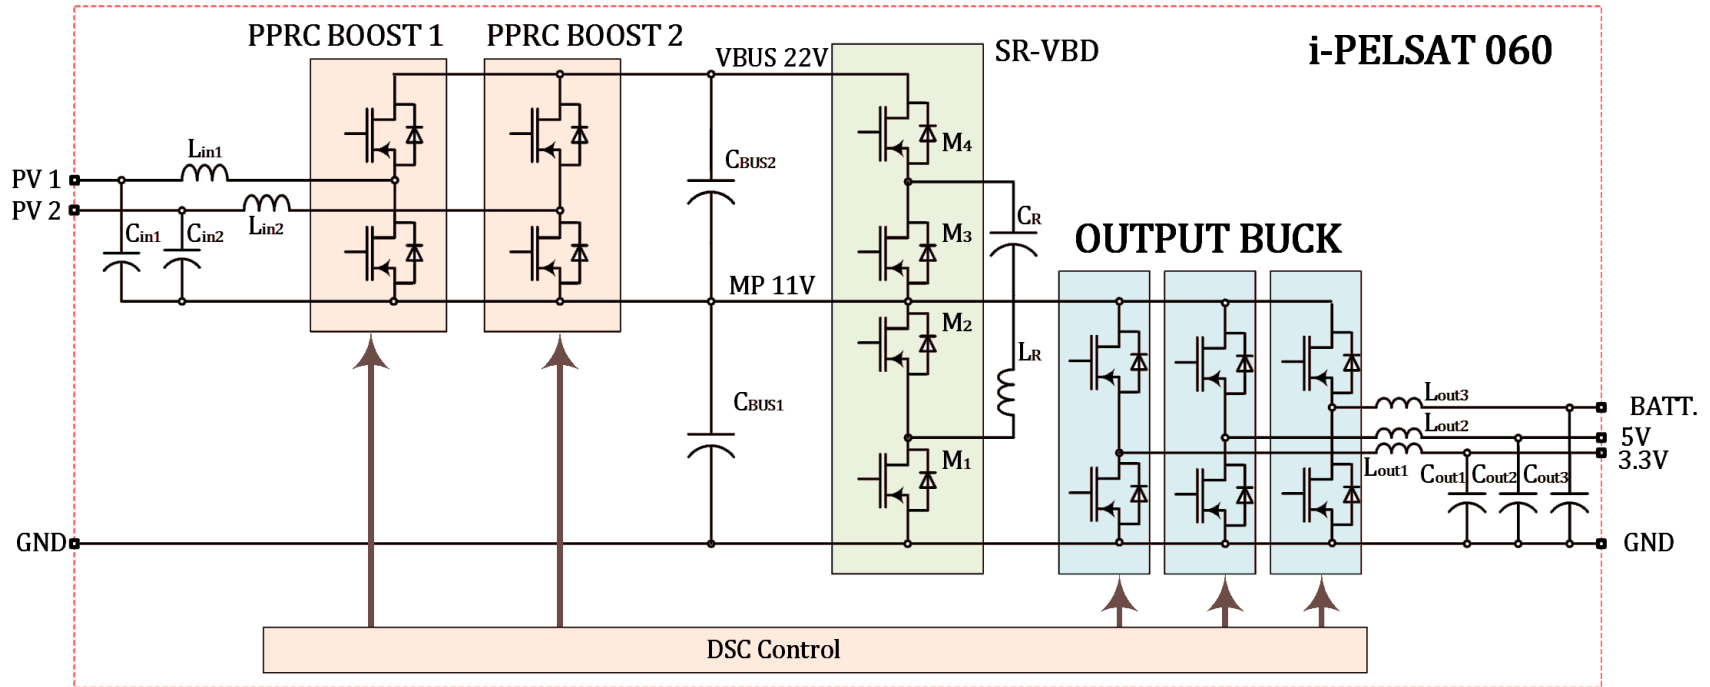 PPRC BOOST 1
PPRC BOOST 2
VBUS 22V
SR-VBD
i-PELSAT 060
M4
CBUS2
Lin1
PV 1
PV 2
Lin2
Cin1
Cin2
CR
M3
OUTPUT BUCK
MP 11V
M2
LR
CBUS1
Lout3
BATT.
Lout2
5V
Lout1
3.3V
M1
Cout1
Cout2
Cout3
GND
GND
DSC Control